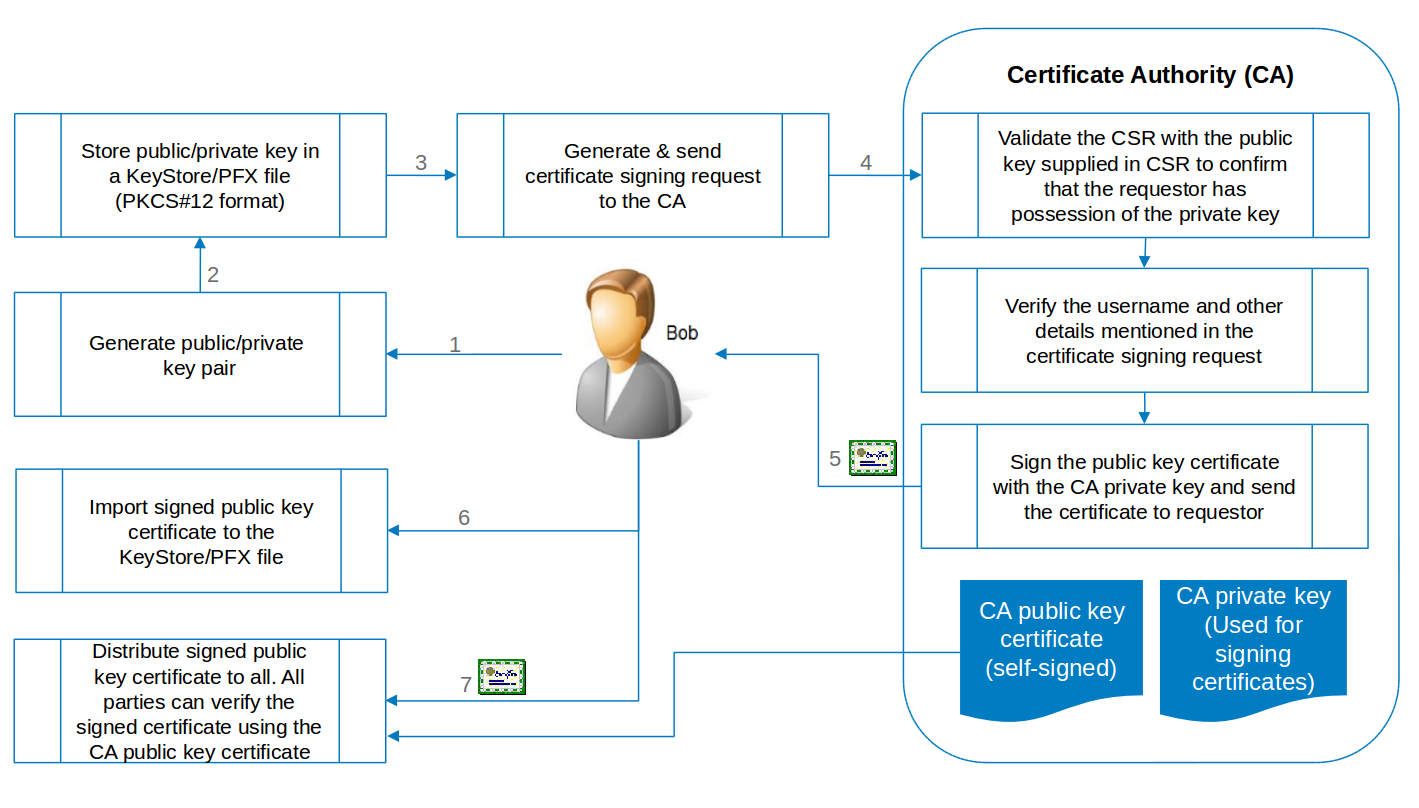 Certificate Authority (CA)
Store public/private key in
a KeyStore/PFX file
(PKCS#12 format)
3
Generate & send
certificate signing request
to the CA
4
Validate the CSR with the public
key supplied in CSR to confirm
that the requestor has
possession of the private key
2
Generate public/private
key pair
1
Bob
Verify the username and other
details mentioned in the
certificate signing request
5
Sign the public key certificate
with the CA private key and send
the certificate to requestor
Import signed public key
certificate to the
KeyStore/PFX file
6
CA public key
certificate
(self-signed)
CA private key
(Used for
signing
certificates)
Distribute signed public
key certificate to all. All
parties can verify the
signed certificate using the
CA public key certificate
7